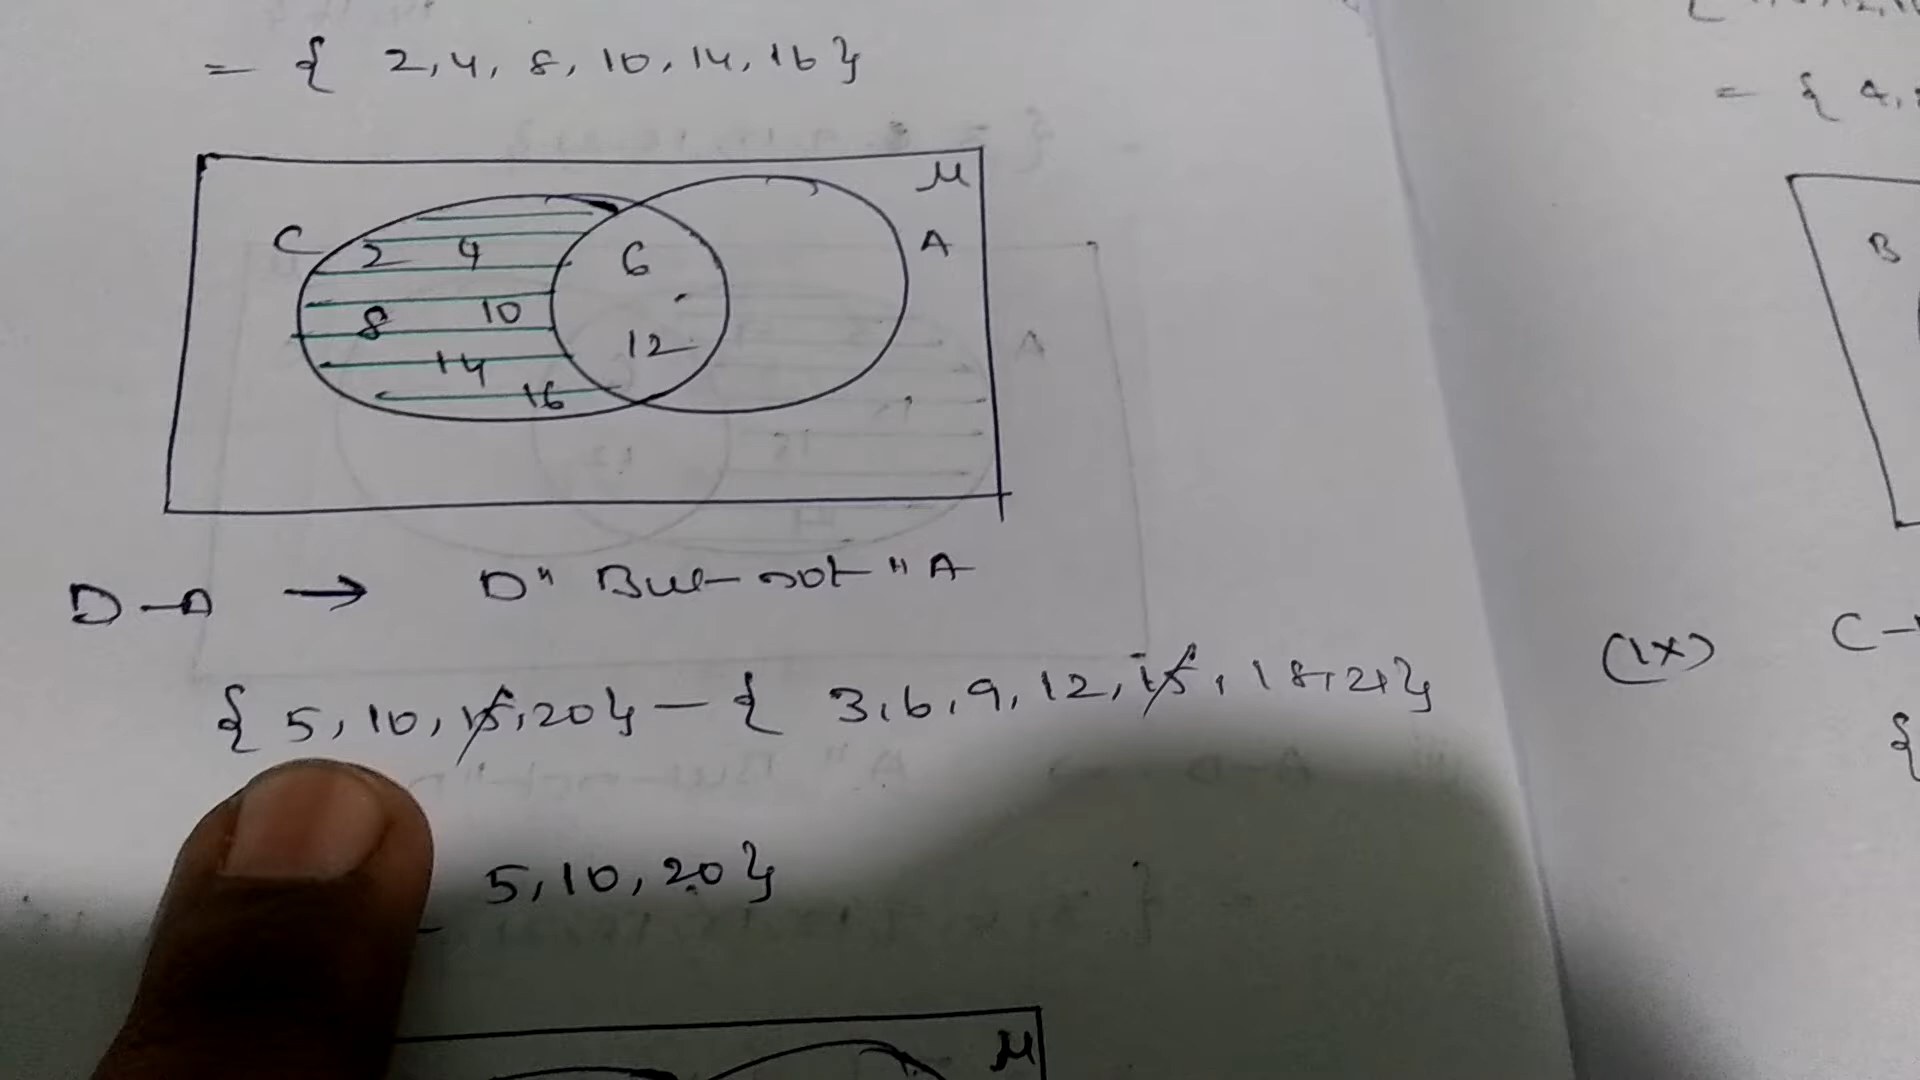 = { 2, 4, 8, 10, 14, 16 }
μ
C 2 4 6 A
8 10
12
14
16
D - A → D" But not "A
{ 5, 10, 15, 20 } - { 3, 6, 9, 12, 15, 18, 21 }
5, 10, 20 }
μ
= { 4,
B
(ix) C -
{